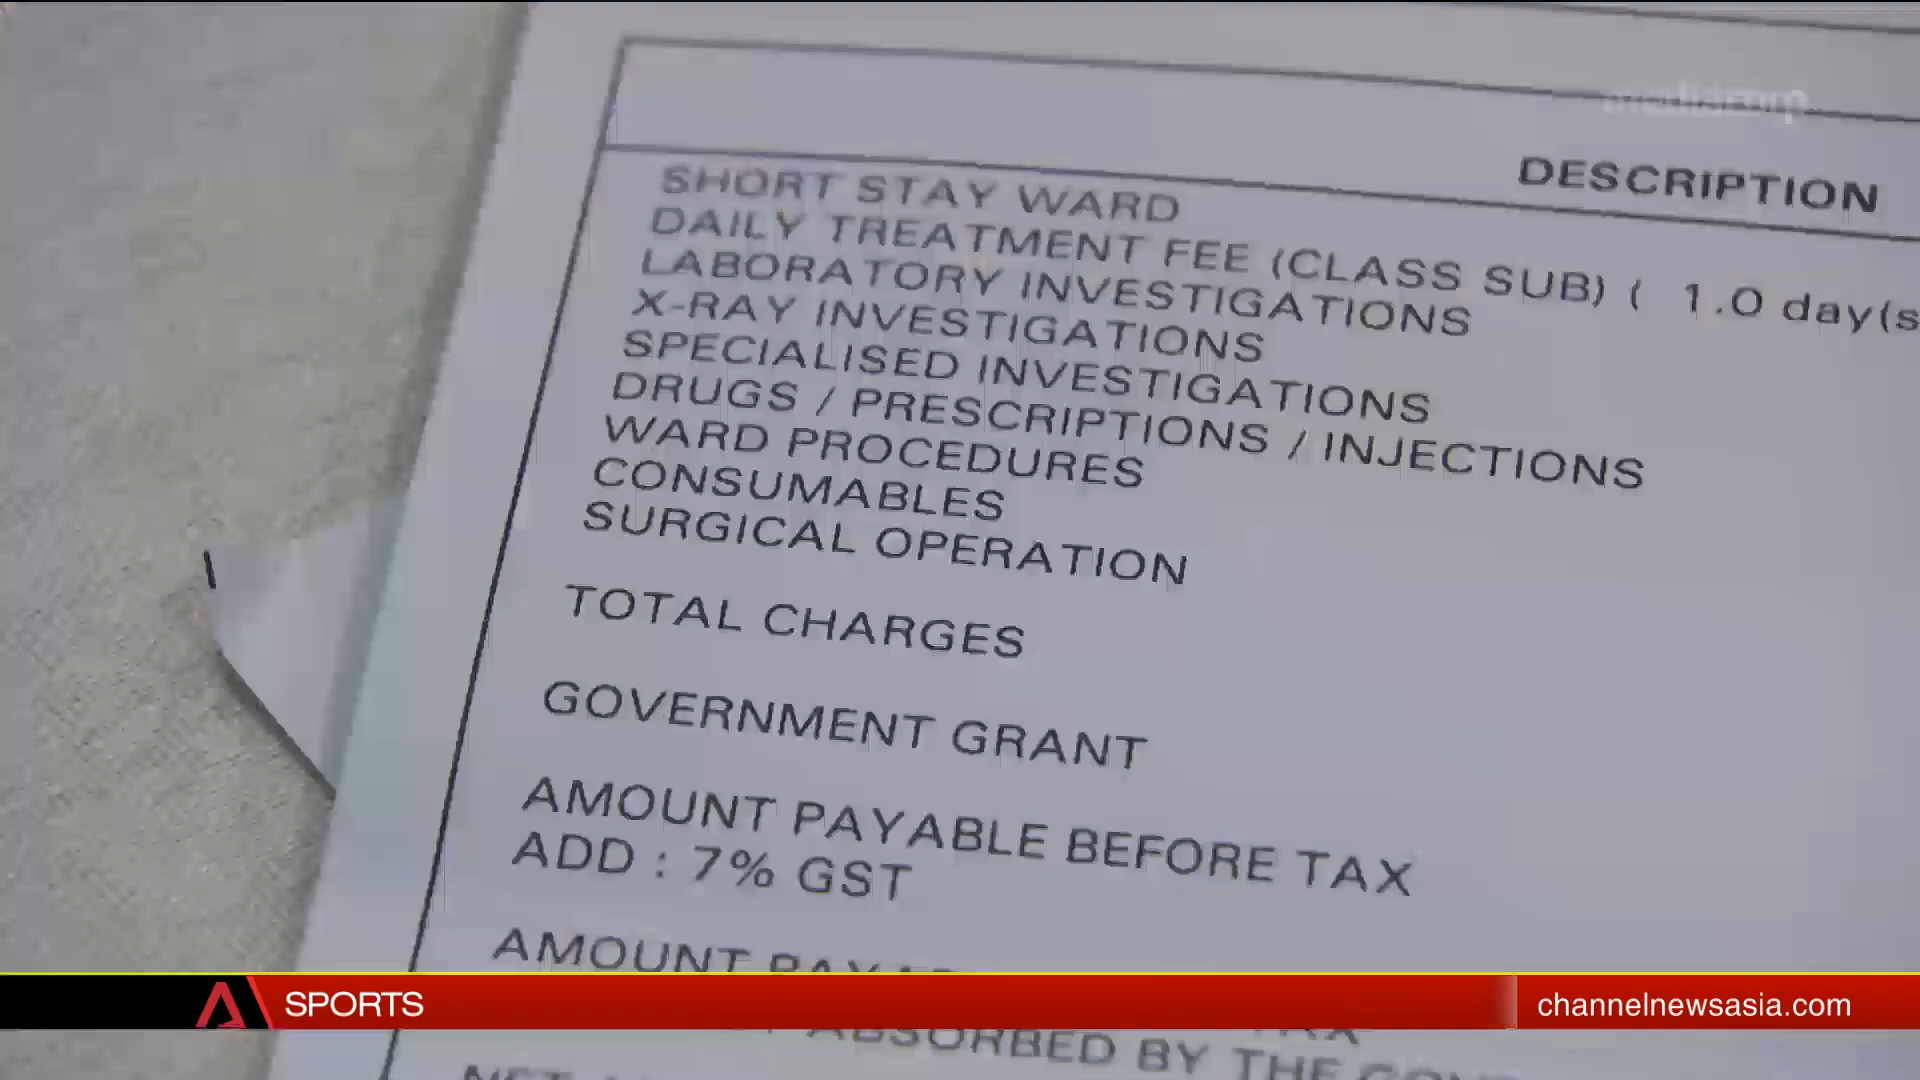 mediacorp
DESCRIPTION
SHORT STAY WARD
DAILY TREATMENT FEE (CLASS SUB) ( 1.0 day(s
LABORATORY INVESTIGATIONS
X-RAY INVESTIGATIONS
SPECIALISED INVESTIGATIONS
DRUGS / PRESCRIPTIONS / INJECTIONS
WARD PROCEDURES
CONSUMABLES
SURGICAL OPERATION
TOTAL CHARGES
GOVERNMENT GRANT
AMOUNT PAYABLE BEFORE TAX
ADD : 7% GST
AMOUNT
SPORTS
channelnewsasia.com
TAX
ABSORBED BY THE